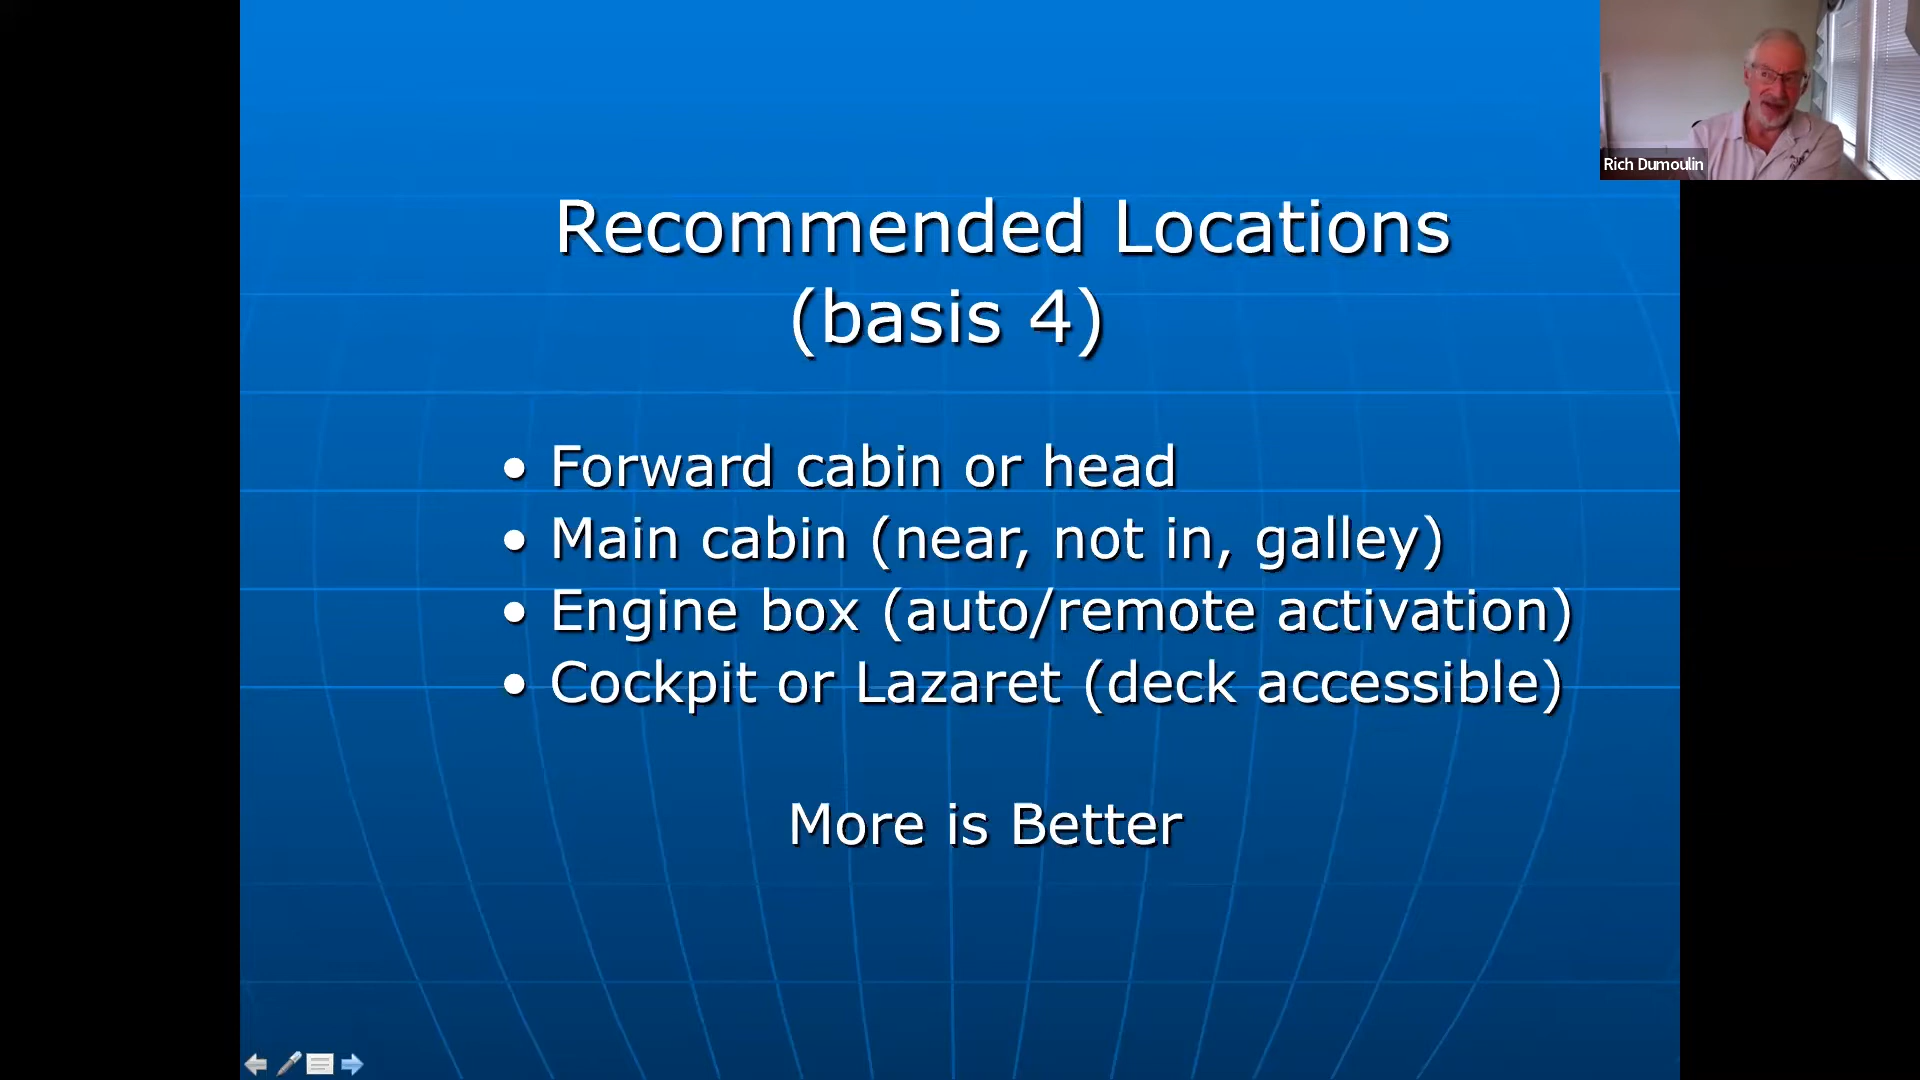 Rich Dumoulin
Recommended Locations
(basis 4)
• Forward cabin or head
• Main cabin (near, not in, galley)
• Engine box (auto/remote activation)
• Cockpit or Lazaret (deck accessible)
More is Better